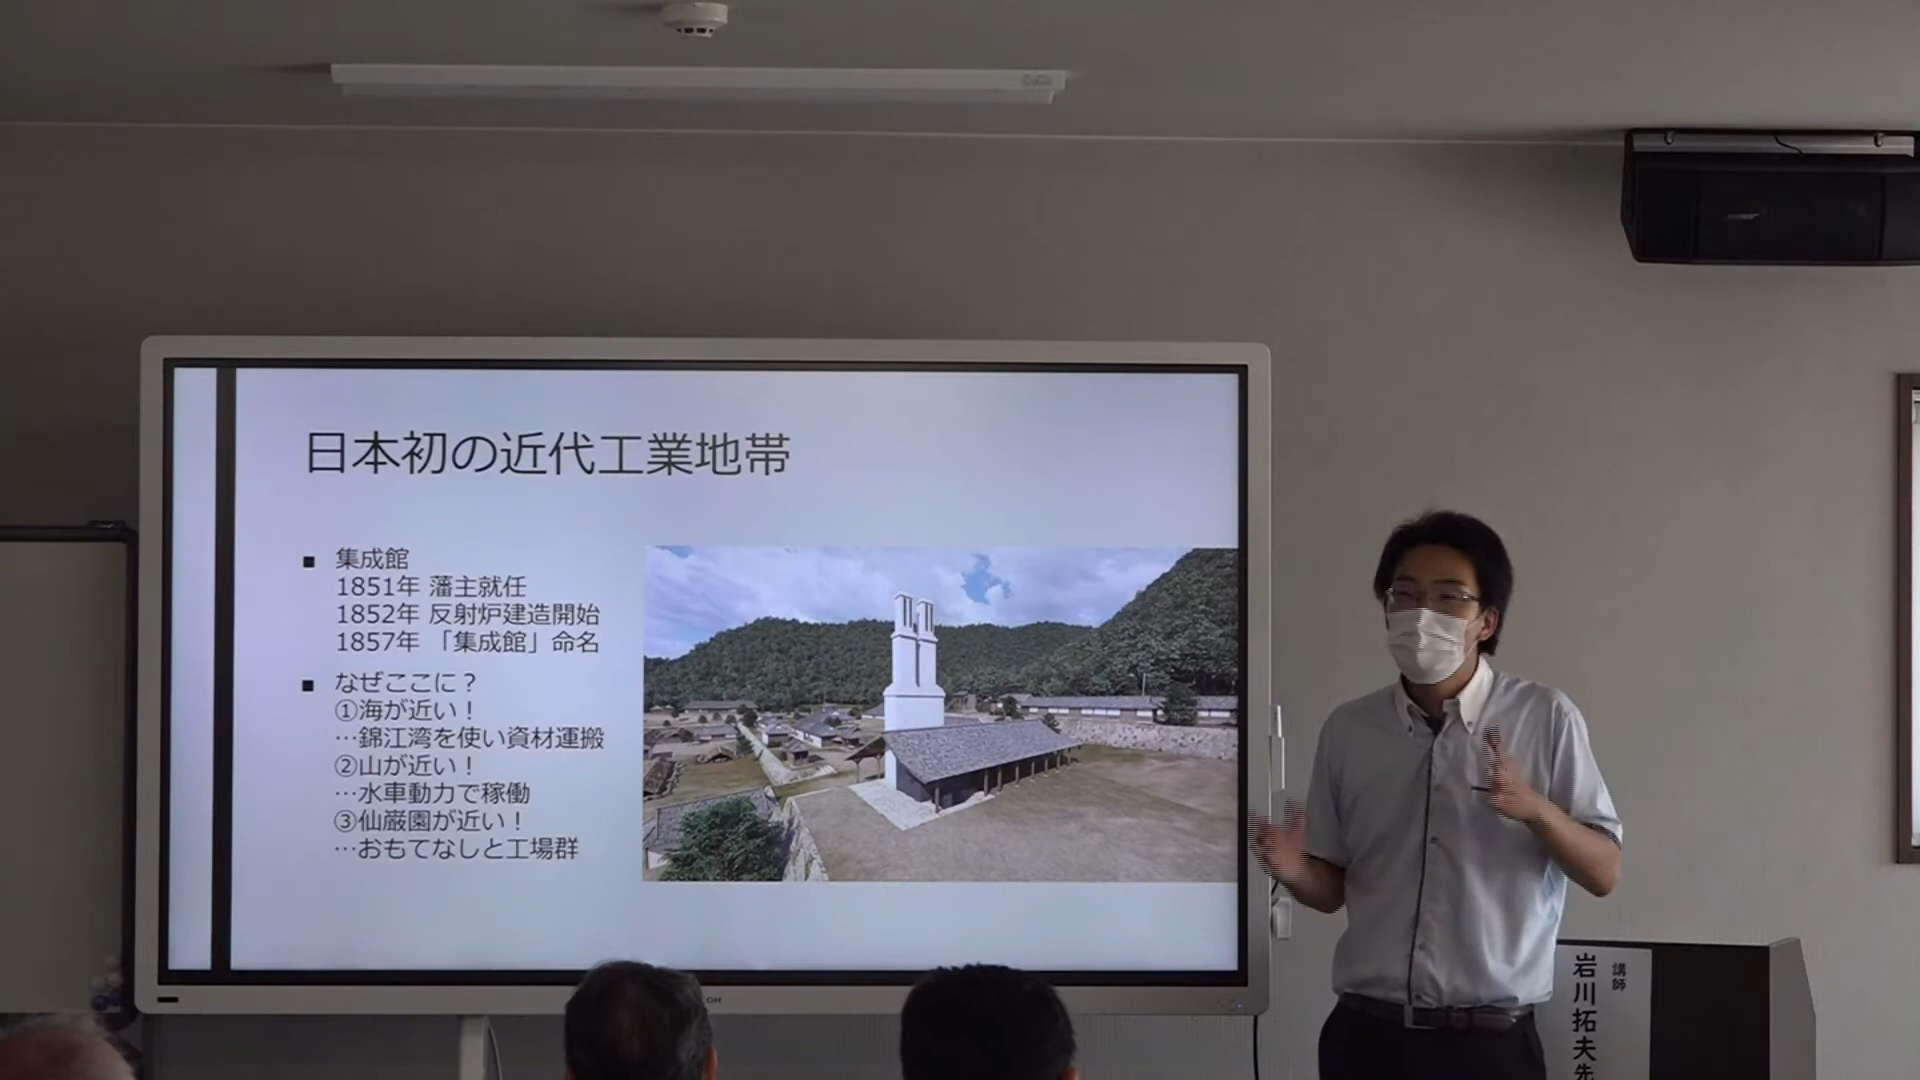 日本初の近代工業地帯
■ 集成館
1851年 藩主就任
1852年 反射炉建造開始
1857年 「集成館」命名
■ なぜここに？
①海が近い！
…錦江湾を使い資材運搬
②山が近い！
…水車動力で稼働
③仙巌園が近い！
…おもてなしと工場群
講師
岩川拓夫先